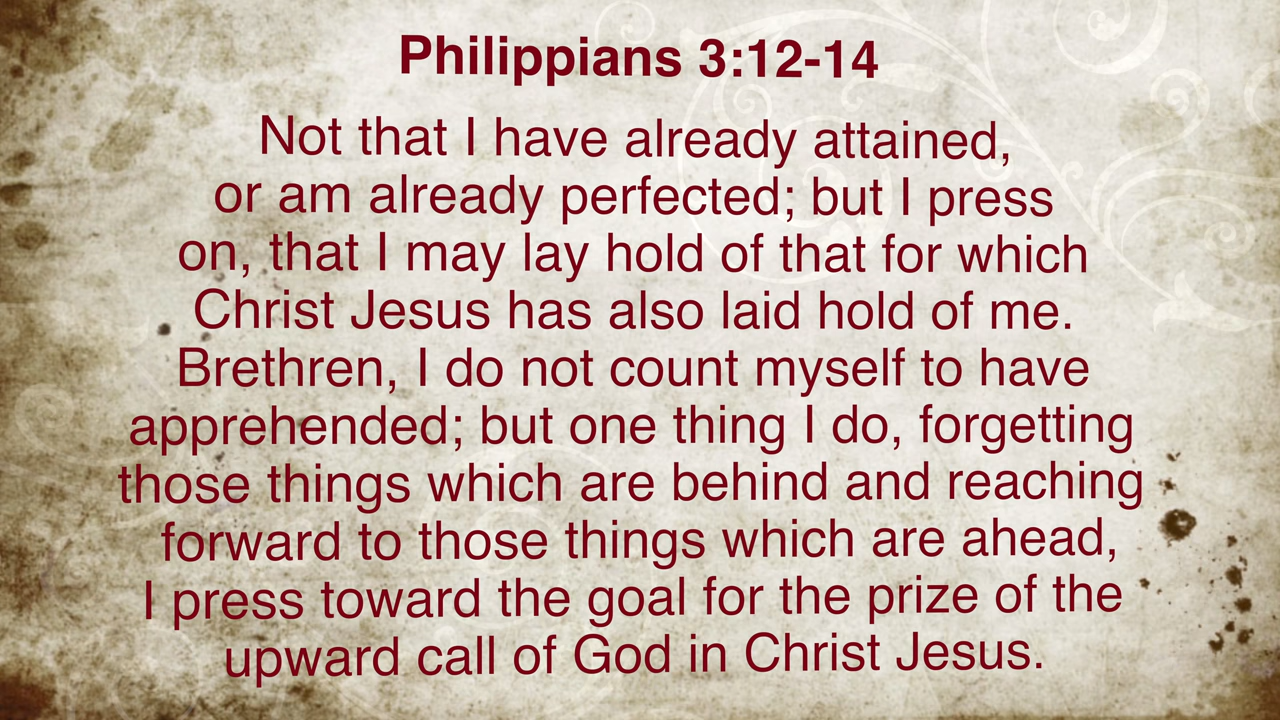 Philippians 3:12-14
Not that I have already attained,
or am already perfected; but I press
on, that I may lay hold of that for which
Christ Jesus has also laid hold of me.
Brethren, I do not count myself to have
apprehended; but one thing I do, forgetting
those things which are behind and reaching
forward to those things which are ahead,
I press toward the goal for the prize of the
upward call of God in Christ Jesus.